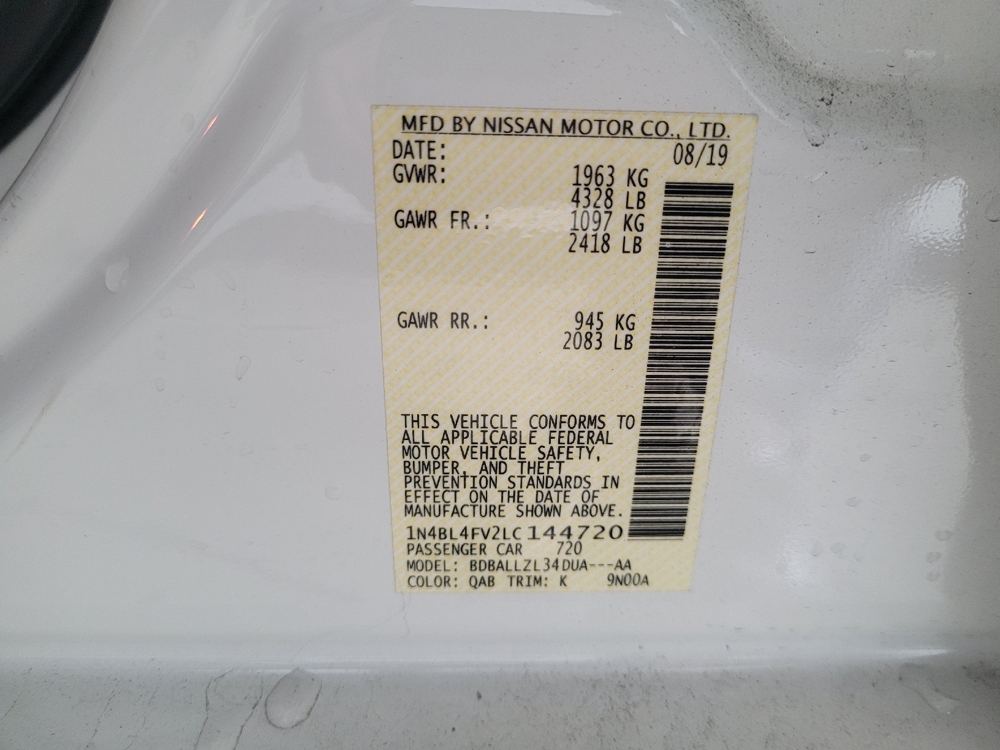 MFD BY NISSAN MOTOR CO., LTD.
DATE: 08/19
GVWR: 1963 KG
4328 LB
GAWR FR.: 1097 KG
2418 LB
GAWR RR.: 945 KG
2083 LB
THIS VEHICLE CONFORMS TO
ALL APPLICABLE FEDERAL
MOTOR VEHICLE SAFETY,
BUMPER, AND THEFT
PREVENTION STANDARDS IN
EFFECT ON THE DATE OF
MANUFACTURE SHOWN ABOVE.
1N4BL4FV2LC144720
PASSENGER CAR 720
MODEL: BDBALLZL34DUA---AA
COLOR: QAB TRIM: K 9N00A